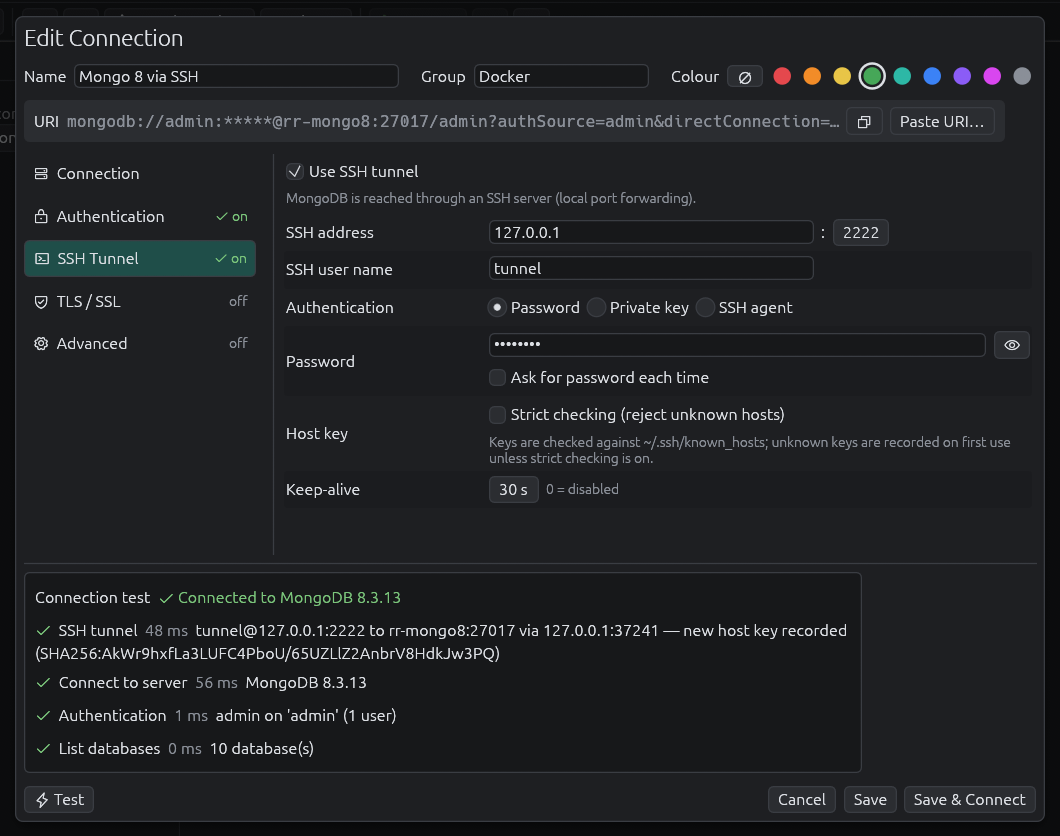 Edit Connection
Name Mongo 8 via SSH Group Docker Colour
URI mongodb://admin:*****@rr-mongo8:27017/admin?authSource=admin&directConnection=… Paste URI…
Connection
Authentication on
SSH Tunnel on
TLS / SSL off
Advanced off
Use SSH tunnel
MongoDB is reached through an SSH server (local port forwarding).
SSH address 127.0.0.1 : 2222
SSH user name tunnel
Authentication Password Private key SSH agent
Password ••••••••
Ask for password each time
Host key Strict checking (reject unknown hosts)
Keys are checked against ~/.ssh/known_hosts; unknown keys are recorded on first use
unless strict checking is on.
Keep-alive 30 s 0 = disabled
Connection test Connected to MongoDB 8.3.13
SSH tunnel 48 ms tunnel@127.0.0.1:2222 to rr-mongo8:27017 via 127.0.0.1:37241 — new host key recorded
(SHA256:AkWr9hxfLa3LUFC4PboU/65UZLlZ2AnbrV8HdkJw3PQ)
Connect to server 56 ms MongoDB 8.3.13
Authentication 1 ms admin on 'admin' (1 user)
List databases 0 ms 10 database(s)
Test Cancel Save Save & Connect